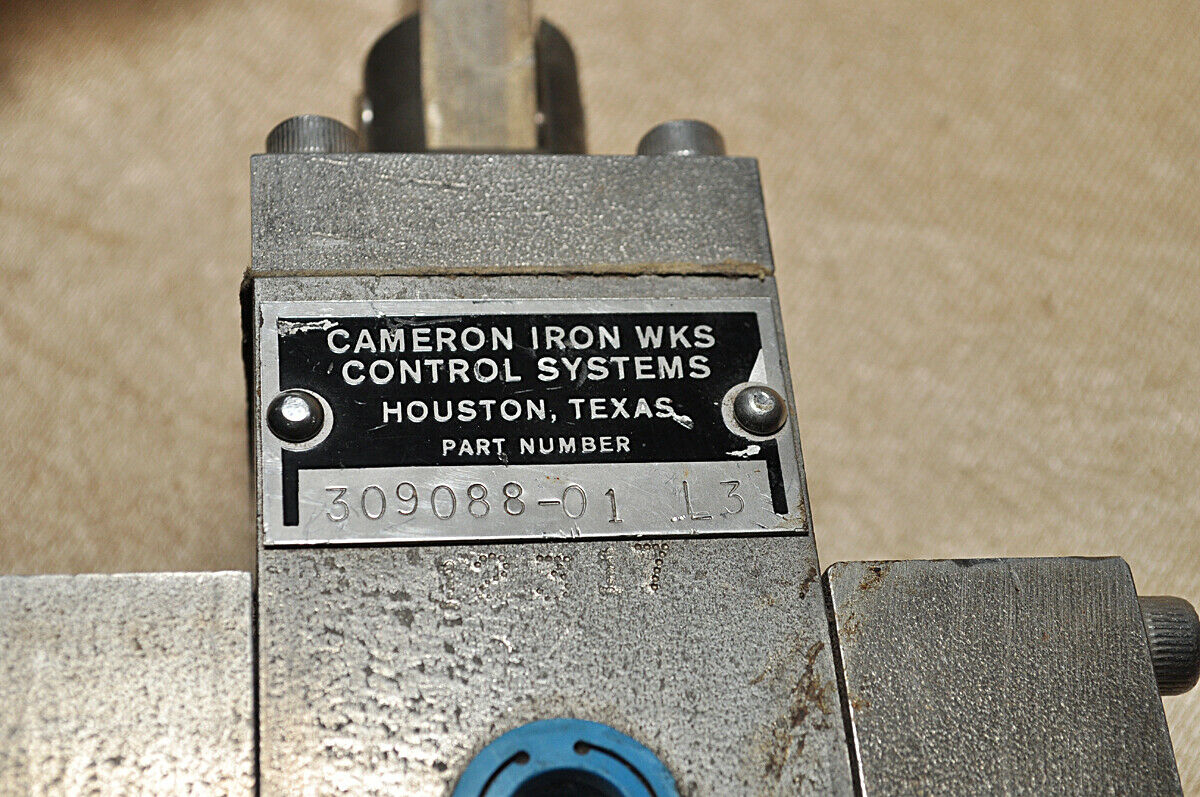 CAMERON IRON WKS
CONTROL SYSTEMS
HOUSTON, TEXAS
PART NUMBER
309088-01 L3